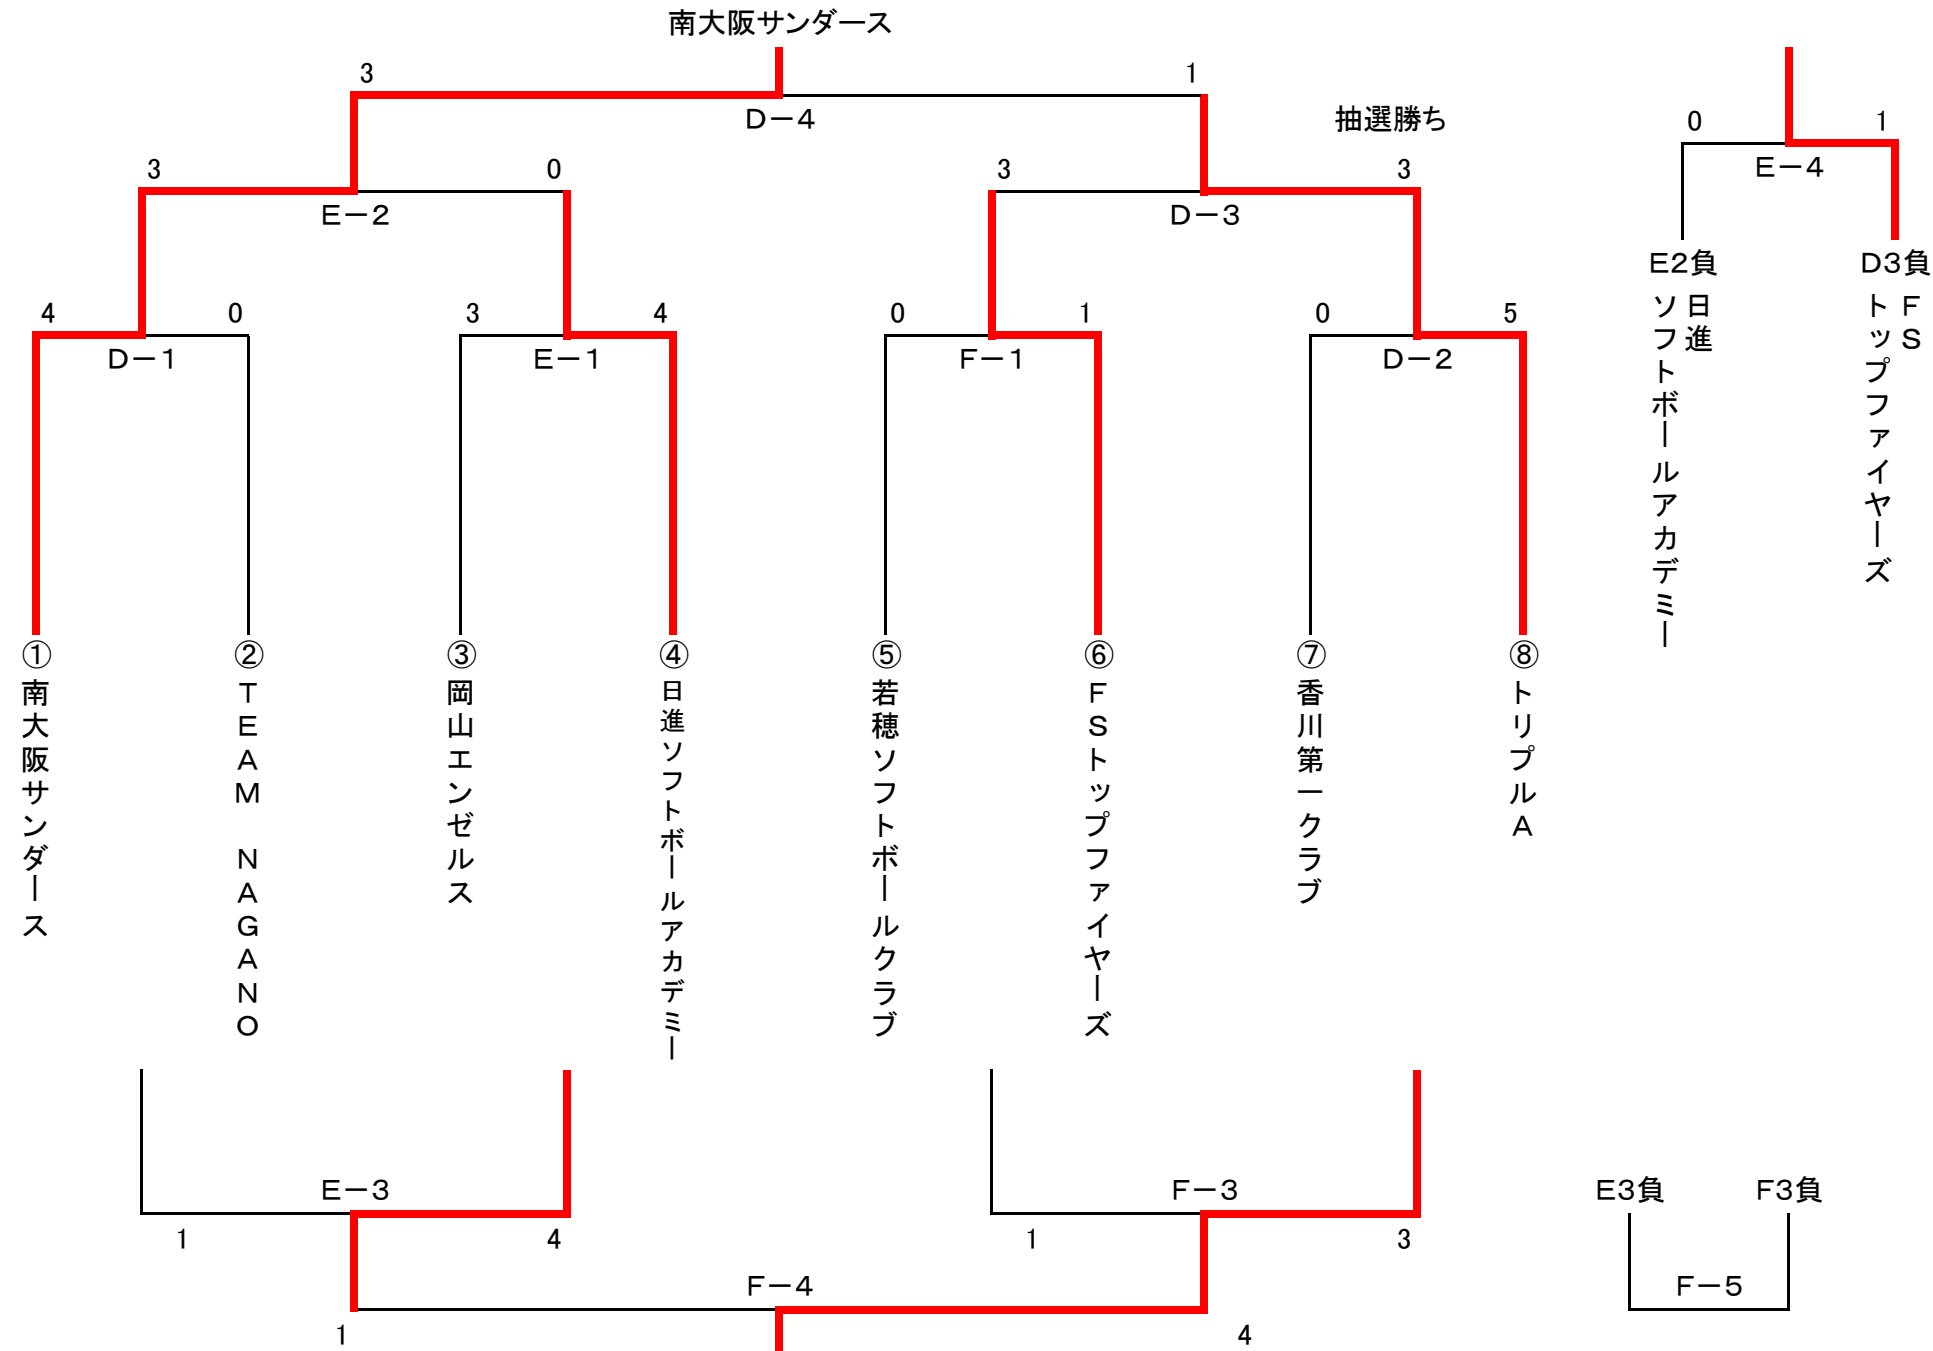 南大阪サンダース
3
1
D－4
抽選勝ち
0
1
E－4
3
0
3
3
E－2
D－3
E2負
D3負
日進
ソフトボールアカデミー
FS
トップファイヤーズ
4
0
3
4
0
1
0
5
D－1
E－1
F－1
D－2
①南大阪サンダース
②TEAM NAGANO
③岡山エンゼルス
④日進ソフトボールアカデミー
⑤若穂ソフトボールクラブ
⑥FSトップファイヤーズ
⑦香川第一クラブ
⑧トリプルA
E－3
F－3
E3負
F3負
1
4
1
3
F－4
F－5
1
4